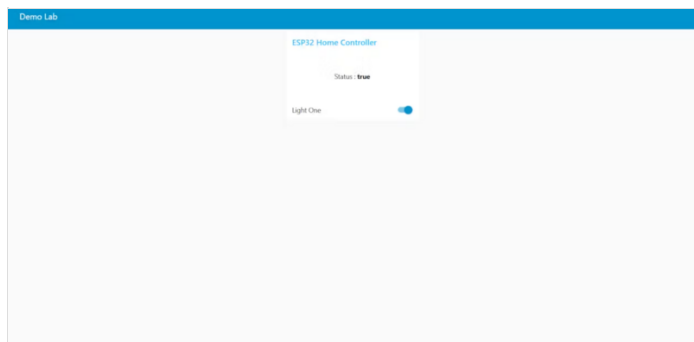 Demo Lab
ESP32 Home Controller
Status : true
Light One